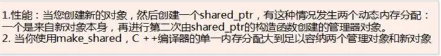 1.性能：当您创建新的对象，然后创建一个shared_ptr，有这种情况发生两个动态内存分配：
一个是来自新对象本身，再进行第二次由shared_ptr的构造函数创建的管理器对象。
2. 当你使用make_shared，C ++编译器的单一内存分配大到足以容纳两个管理对象和新对象